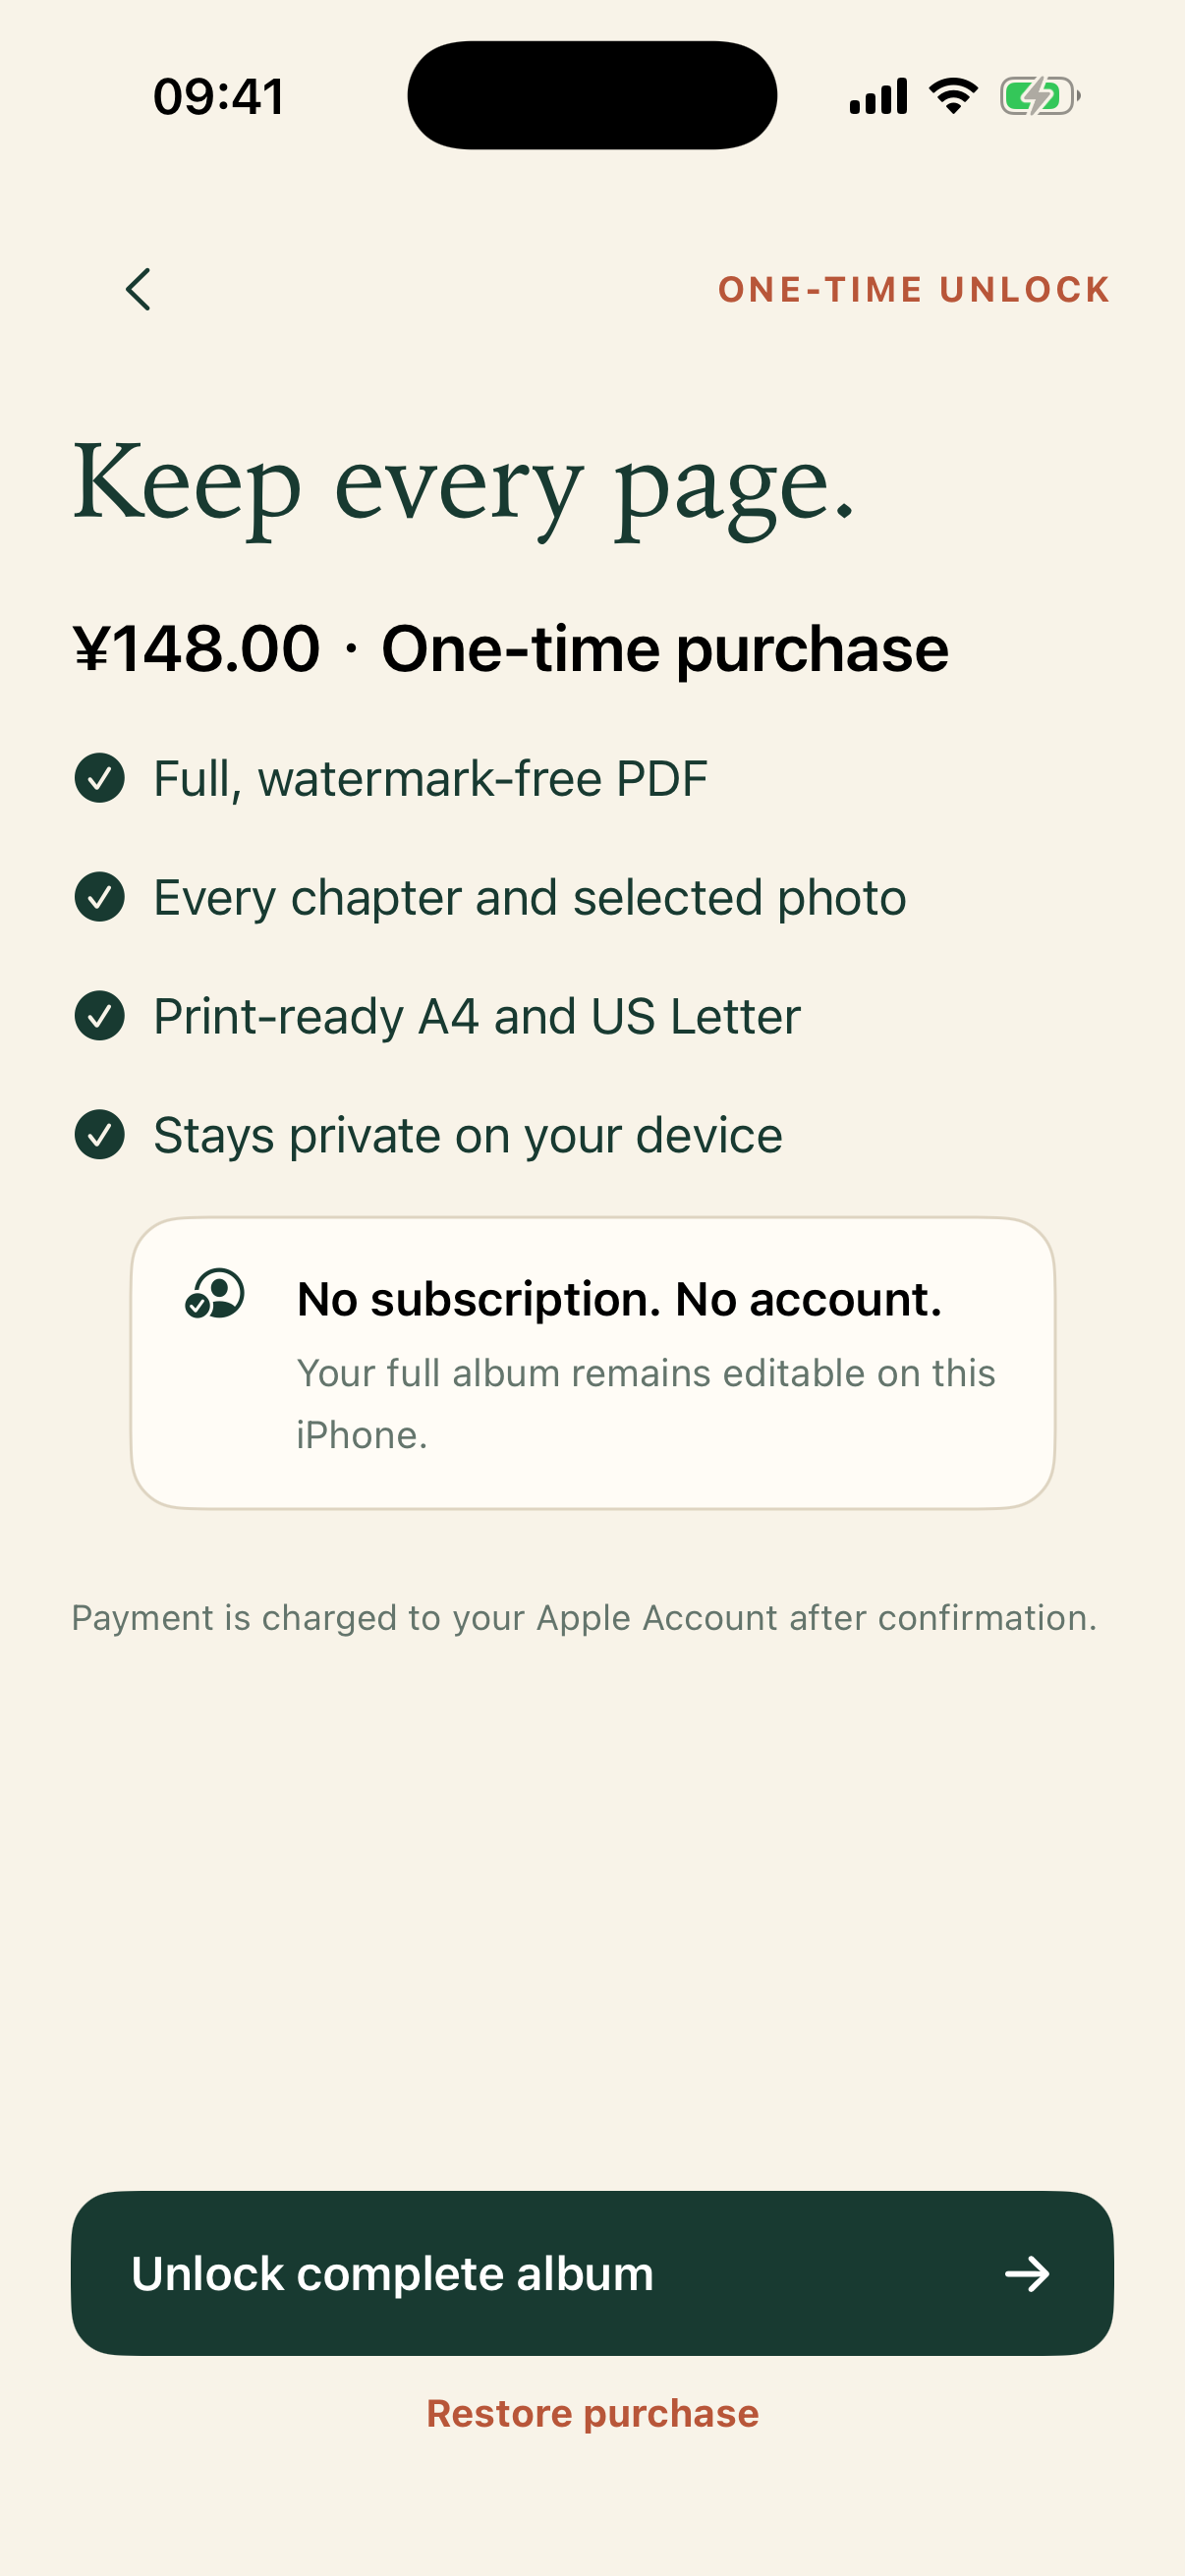 09:41
ONE-TIME UNLOCK
Keep every page.
¥148.00 · One-time purchase
Full, watermark-free PDF
Every chapter and selected photo
Print-ready A4 and US Letter
Stays private on your device
No subscription. No account.
Your full album remains editable on this
iPhone.
Payment is charged to your Apple Account after confirmation.
Unlock complete album
Restore purchase